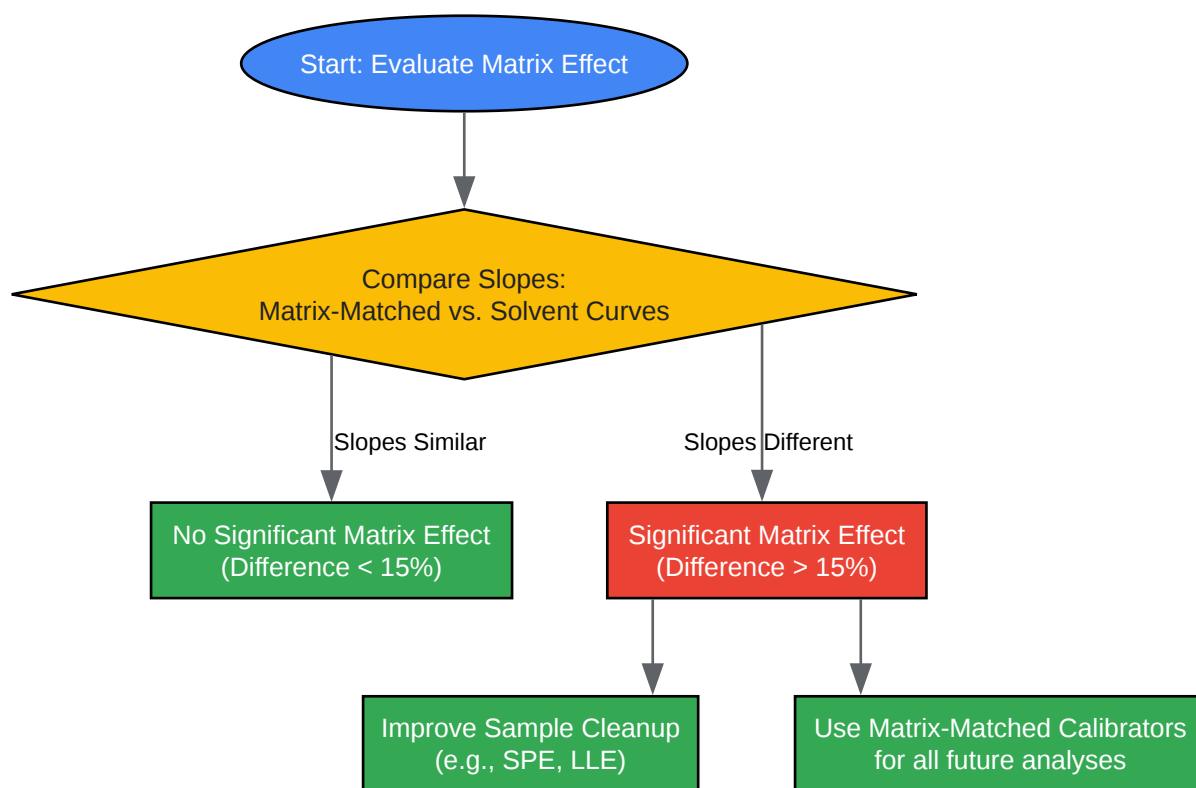 Start: Evaluate Matrix Effect
Compare Slopes:
Matrix-Matched vs. Solvent Curves
Slopes Similar
Slopes Different
No Significant Matrix Effect
(Difference < 15%)
Significant Matrix Effect
(Difference > 15%)
Improve Sample Cleanup
(e.g., SPE, LLE)
Use Matrix-Matched Calibrators
for all future analyses